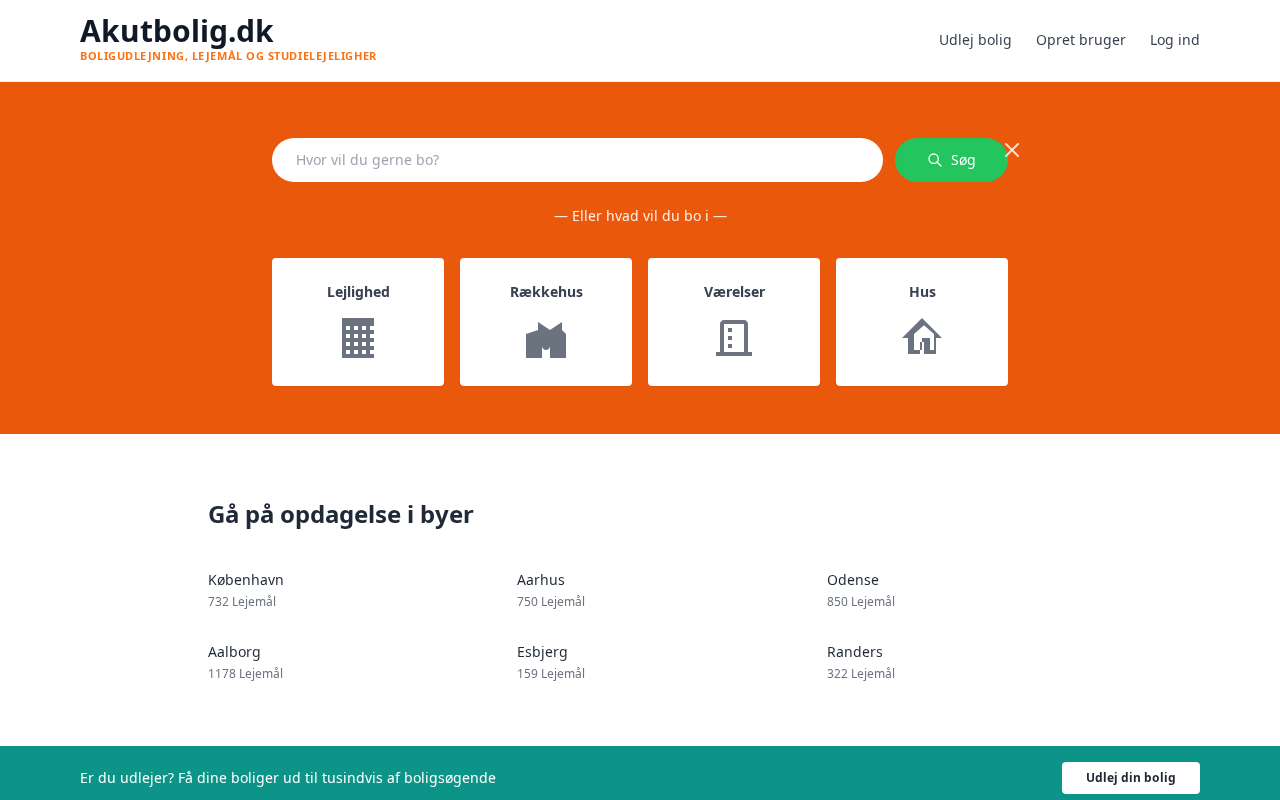 Akutbolig.dk
BOLIGUDLEJNING, LEJEMÅL OG STUDIELEJELIGHER
Udlej bolig
Opret bruger
Log ind
Hvor vil du gerne bo?
Søg
— Eller hvad vil du bo i —
Lejlighed
Rækkehus
Værelser
Hus
Gå på opdagelse i byer
København
732 Lejemål
Aarhus
750 Lejemål
Odense
850 Lejemål
Aalborg
1178 Lejemål
Esbjerg
159 Lejemål
Randers
322 Lejemål
Er du udlejer? Få dine boliger ud til tusindvis af boligsøgende
Udlej din bolig